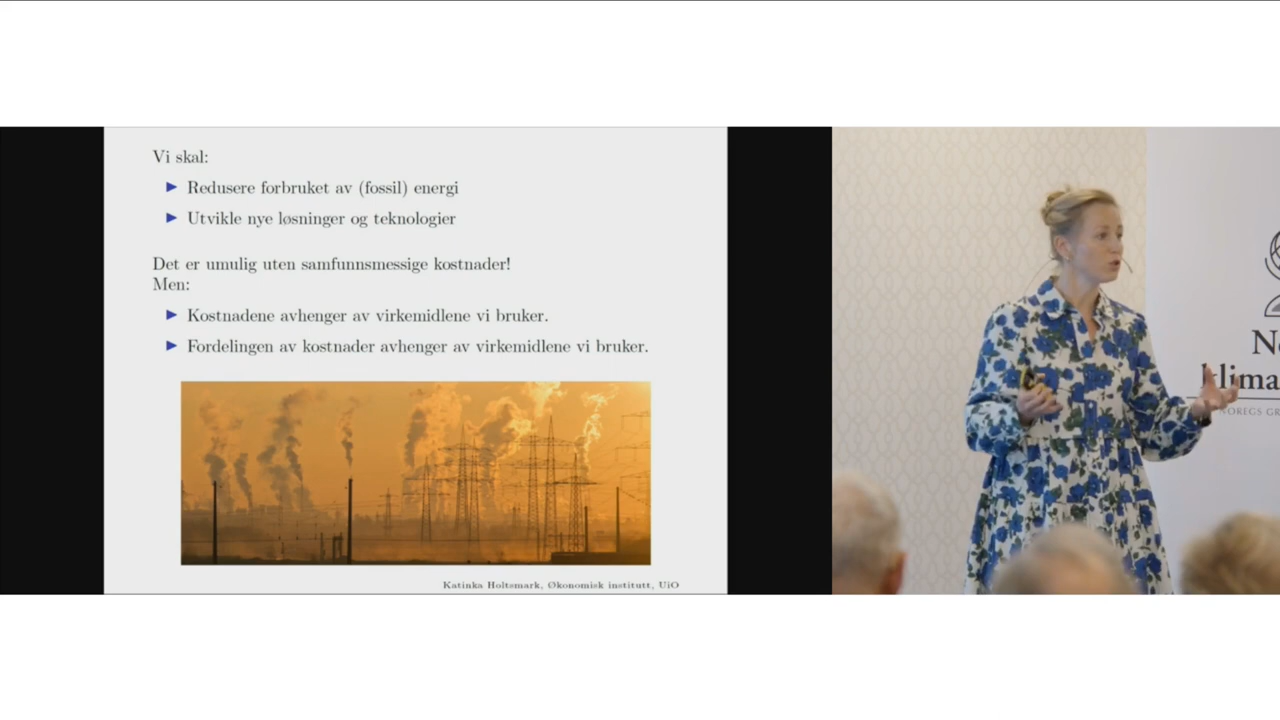 Vi skal:
Redusere forbruket av (fossil) energi
Utvikle nye løsninger og teknologier
Det er umulig uten samfunnsmessige kostnader!
Men:
Kostnadene avhenger av virkemidlene vi bruker.
Fordelingen av kostnader avhenger av virkemidlene vi bruker.
Katinka Holtsmark, Økonomisk institutt, UiO
NOREGS